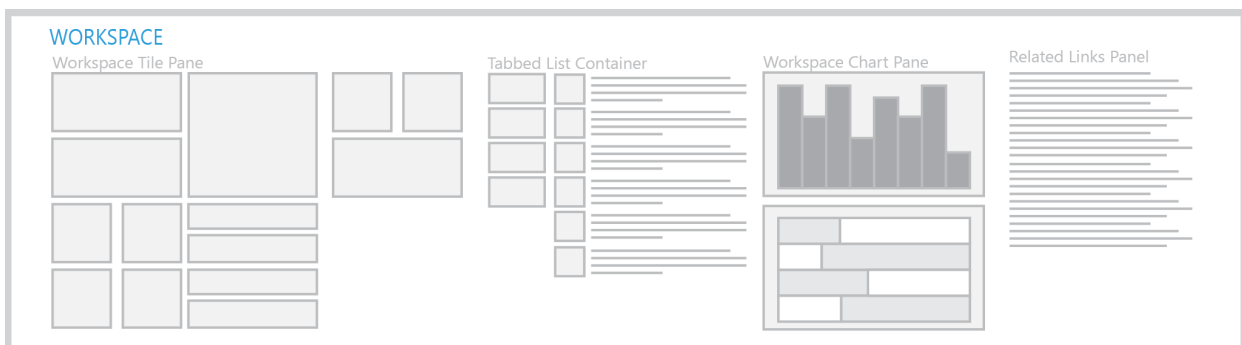 WORKSPACE
Workspace Tile Pane
Tabbed List Container
Workspace Chart Pane
Related Links Panel